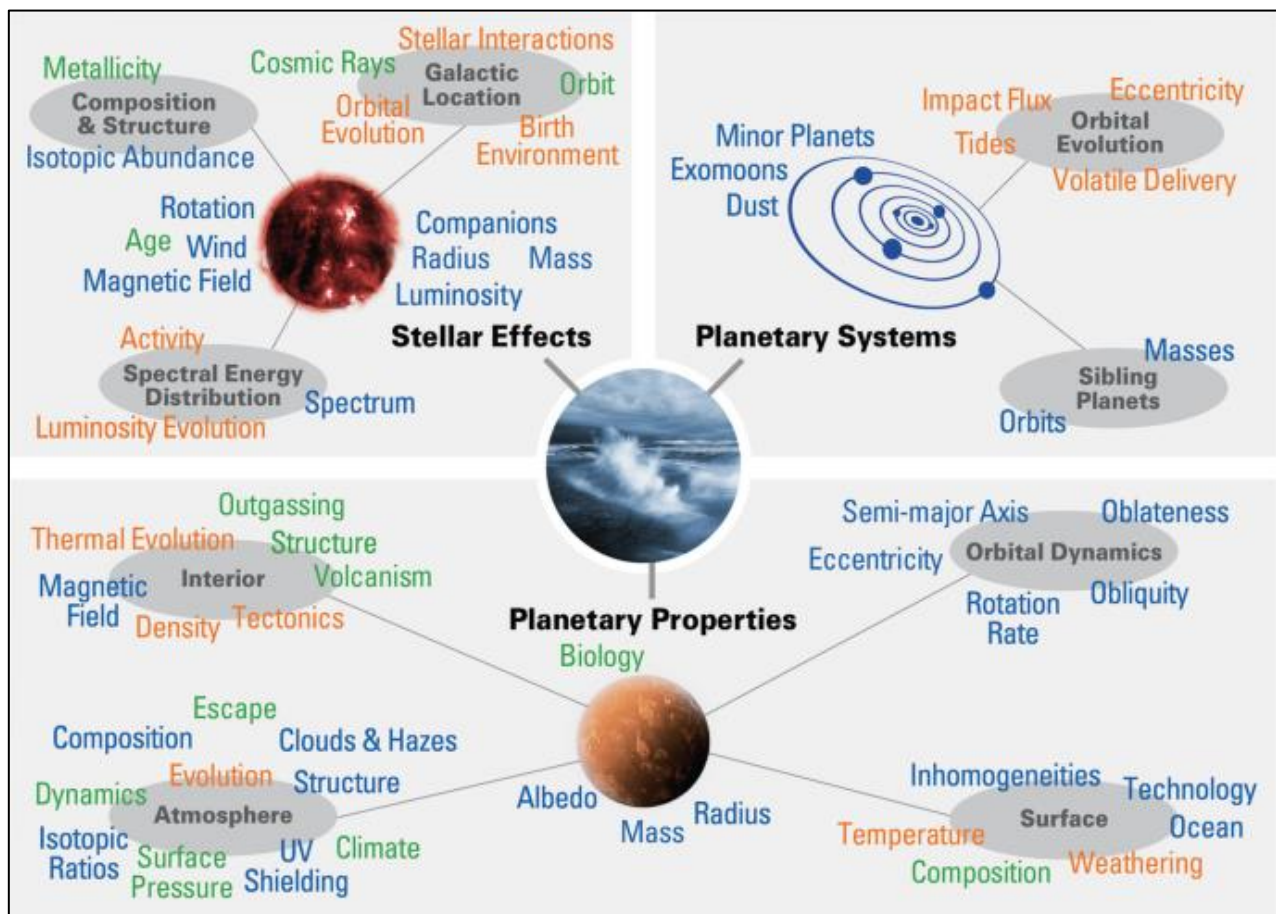 Stellar Interactions
Cosmic Rays
Galactic
Location
Orbit
Metallicity
Composition
& Structure
Isotopic Abundance
Orbital
Evolution
Birth
Environment
Rotation
Age
Wind
Magnetic Field
Companions
Radius
Mass
Luminosity
Activity
Spectral Energy
Distribution
Spectrum
Luminosity Evolution
Stellar Effects
Impact Flux
Eccentricity
Orbital
Evolution
Tides
Volatile Delivery
Minor Planets
Exomoons
Dust
Planetary Systems
Masses
Sibling
Planets
Orbits
Outgassing
Thermal Evolution
Structure
Interior
Volcanism
Magnetic
Field
Density
Tectonics
Planetary Properties
Biology
Semi-major Axis
Oblateness
Eccentricity
Orbital Dynamics
Rotation
Rate
Obliquity
Escape
Composition
Clouds & Hazes
Evolution
Structure
Dynamics
Atmosphere
Isotopic
Ratios
Surface
Pressure
UV
Shielding
Climate
Albedo
Mass
Radius
Inhomogeneities
Technology
Surface
Ocean
Temperature
Composition
Weathering